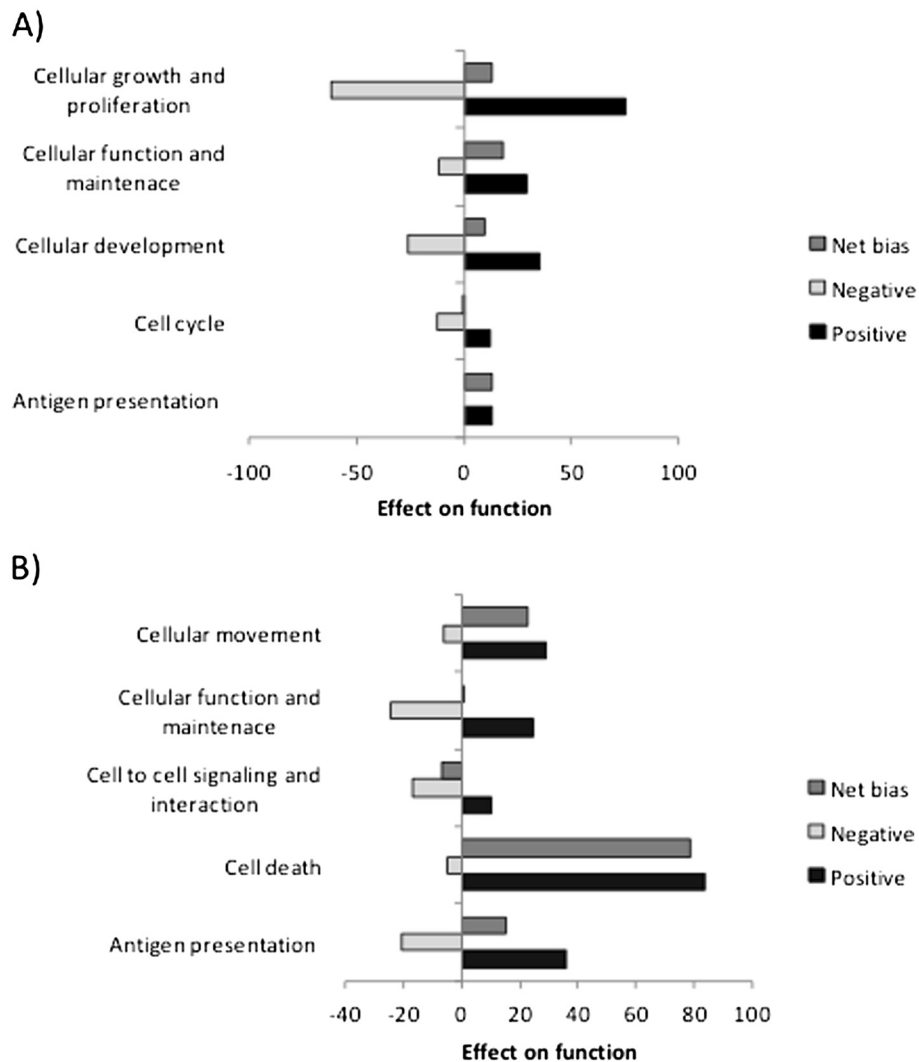 A)
Cellular growth and
proliferation
Cellular function and
maintenace
Cellular development
Cell cycle
Antigen presentation
Net bias
Negative
Positive
-100 -50 0 50 100
Effect on function
B)
Cellular movement
Cellular function and
maintenace
Cell to cell signaling and
interaction
Cell death
Antigen presentation
Net bias
Negative
Positive
-40 -20 0 20 40 60 80 100
Effect on function